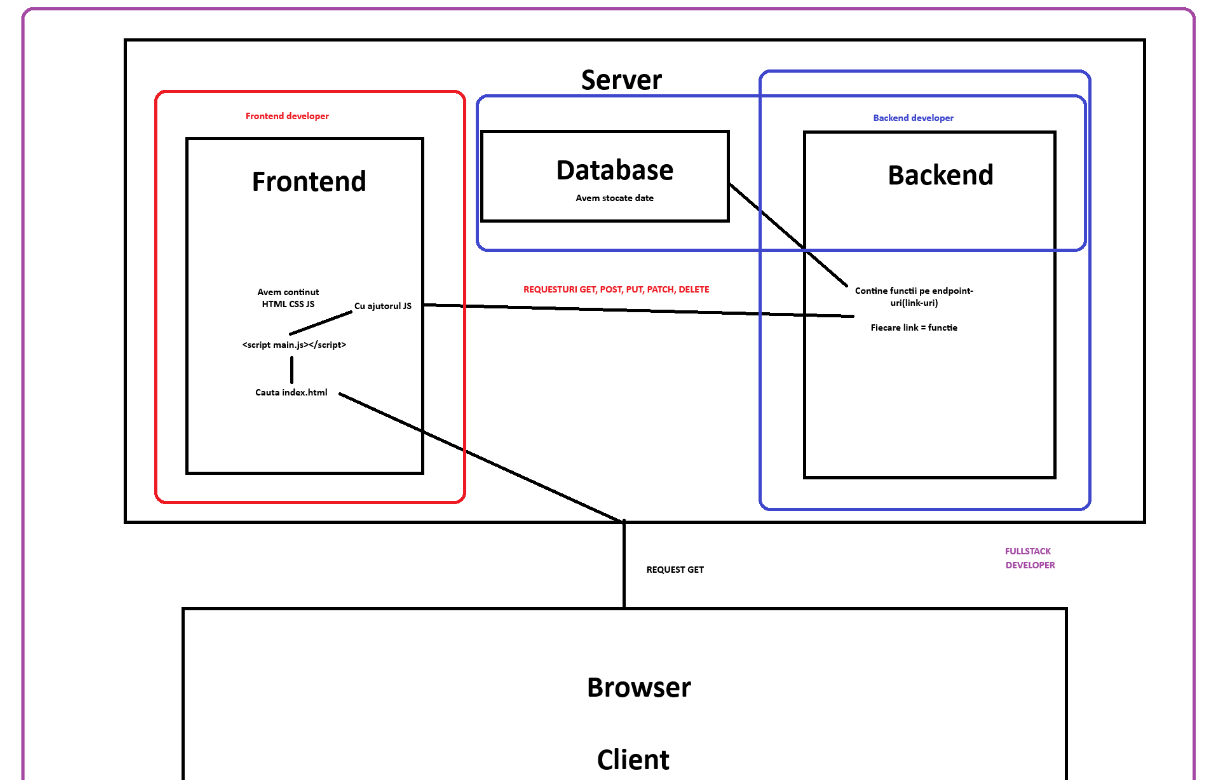 Server
Frontend developer
Frontend
Avem continut
HTML CSS JS
Cu ajutorul JS
<script main.js></script>
Cauta index.html
Database
Avem stocate date
REQUESTURI GET, POST, PUT, PATCH, DELETE
Backend developer
Backend
Contine functii pe endpoint-
uri(link-uri)
Fiecare link = functie
REQUEST GET
FULLSTACK
DEVELOPER
Browser
Client